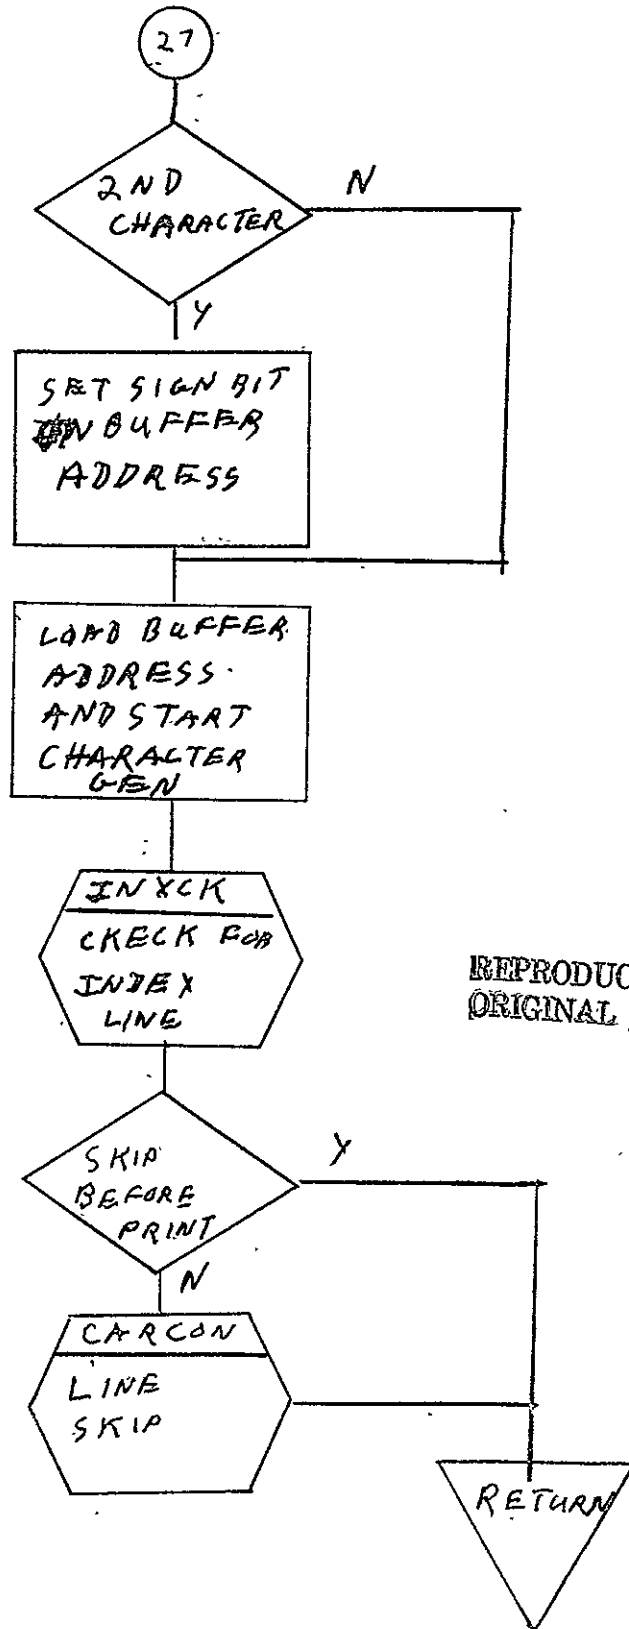 27
2ND
CHARACTER
N
Y
SET SIGN BIT
IN BUFFER
ADDRESS
LOAD BUFFER
ADDRESS
AND START
CHARACTER
GEN
INXCK
CKECK FOR
INDEX
LINE
REPRODUC
ORIGINAL
SKIP
BEFORE
PRINT
Y
N
CARCON
LINE
SKIP
RETURN